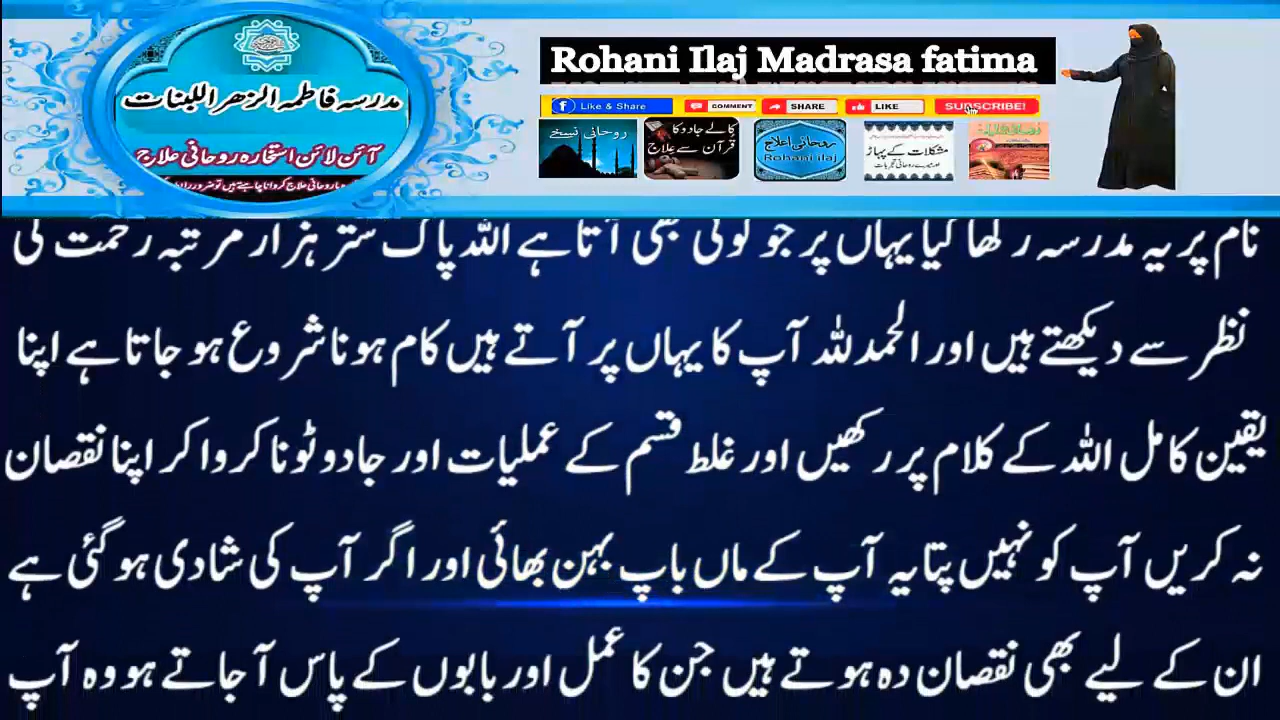 مدرسہ فاطمہ الزھرا للبنات
آئن لائن استخارہ روحانی علاج
Rohani Ilaj Madrasa fatima
Like & Share
COMMENT
SHARE
LIKE
SUBSCRIBE!
روحانی نسخ
کالے جادو کا
قرآن سے علاج
روحانی علاج
Rohani ilaj
مشکلات کے پہاڑ
نام پر یہ مدرسہ رکھا گیا یہاں پر جو کوئی بھی آتا ہے اللہ پاک ستر ہزار مرتبہ رحمت کی
نظر سے دیکھتے ہیں اور الحمدللہ آپ کا یہاں پر آتے ہیں کام ہونا شروع ہو جاتا ہے اپنا
یقین کامل اللہ کے کلام پر رکھیں اور غلط قسم کے عملیات اور جادو ٹونا کروا کر اپنا نقصان
نہ کریں آپ کو نہیں پتا یہ آپ کے ماں باپ بہن بھائی اور اگر آپ کی شادی ہو گئی ہے
ان کے لیے بھی نقصان دہ ہوتے ہیں جن کا عمل اور بابوں کے پاس آ جاتے ہو وہ آپ